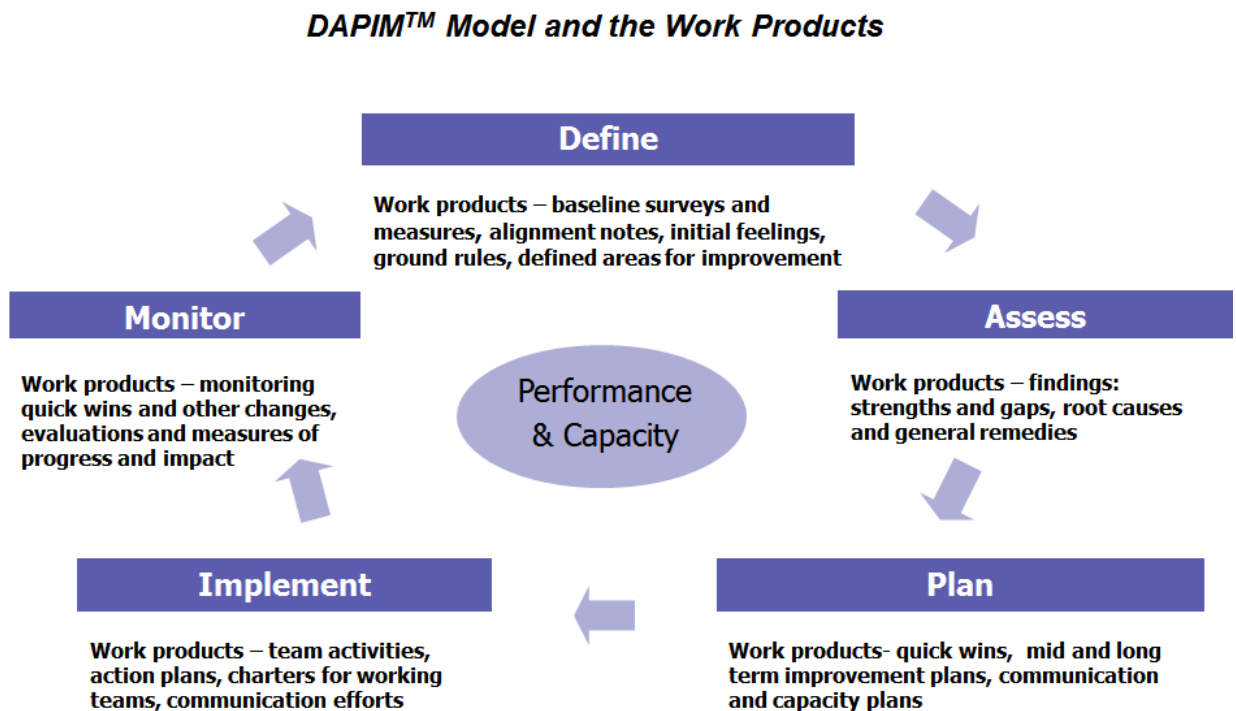 DAPIM™ Model and the Work Products
Define
Work products – baseline surveys and
measures, alignment notes, initial feelings,
ground rules, defined areas for improvement
Assess
Work products – findings:
strengths and gaps, root causes
and general remedies
Plan
Work products- quick wins, mid and long
term improvement plans, communication
and capacity plans
Implement
Work products – team activities,
action plans, charters for working
teams, communication efforts
Monitor
Work products – monitoring
quick wins and other changes,
evaluations and measures of
progress and impact
Performance
& Capacity